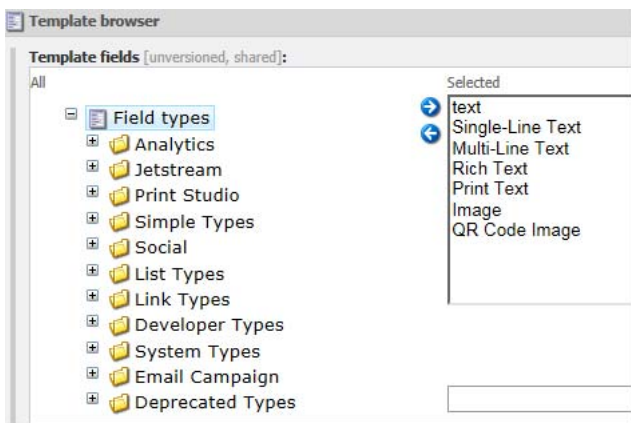 Template browser
Template fields [unversioned, shared]:
All
Field types
Analytics
Jetstream
Print Studio
Simple Types
Social
List Types
Link Types
Developer Types
System Types
Email Campaign
Deprecated Types
Selected
text
Single-Line Text
Multi-Line Text
Rich Text
Print Text
Image
QR Code Image